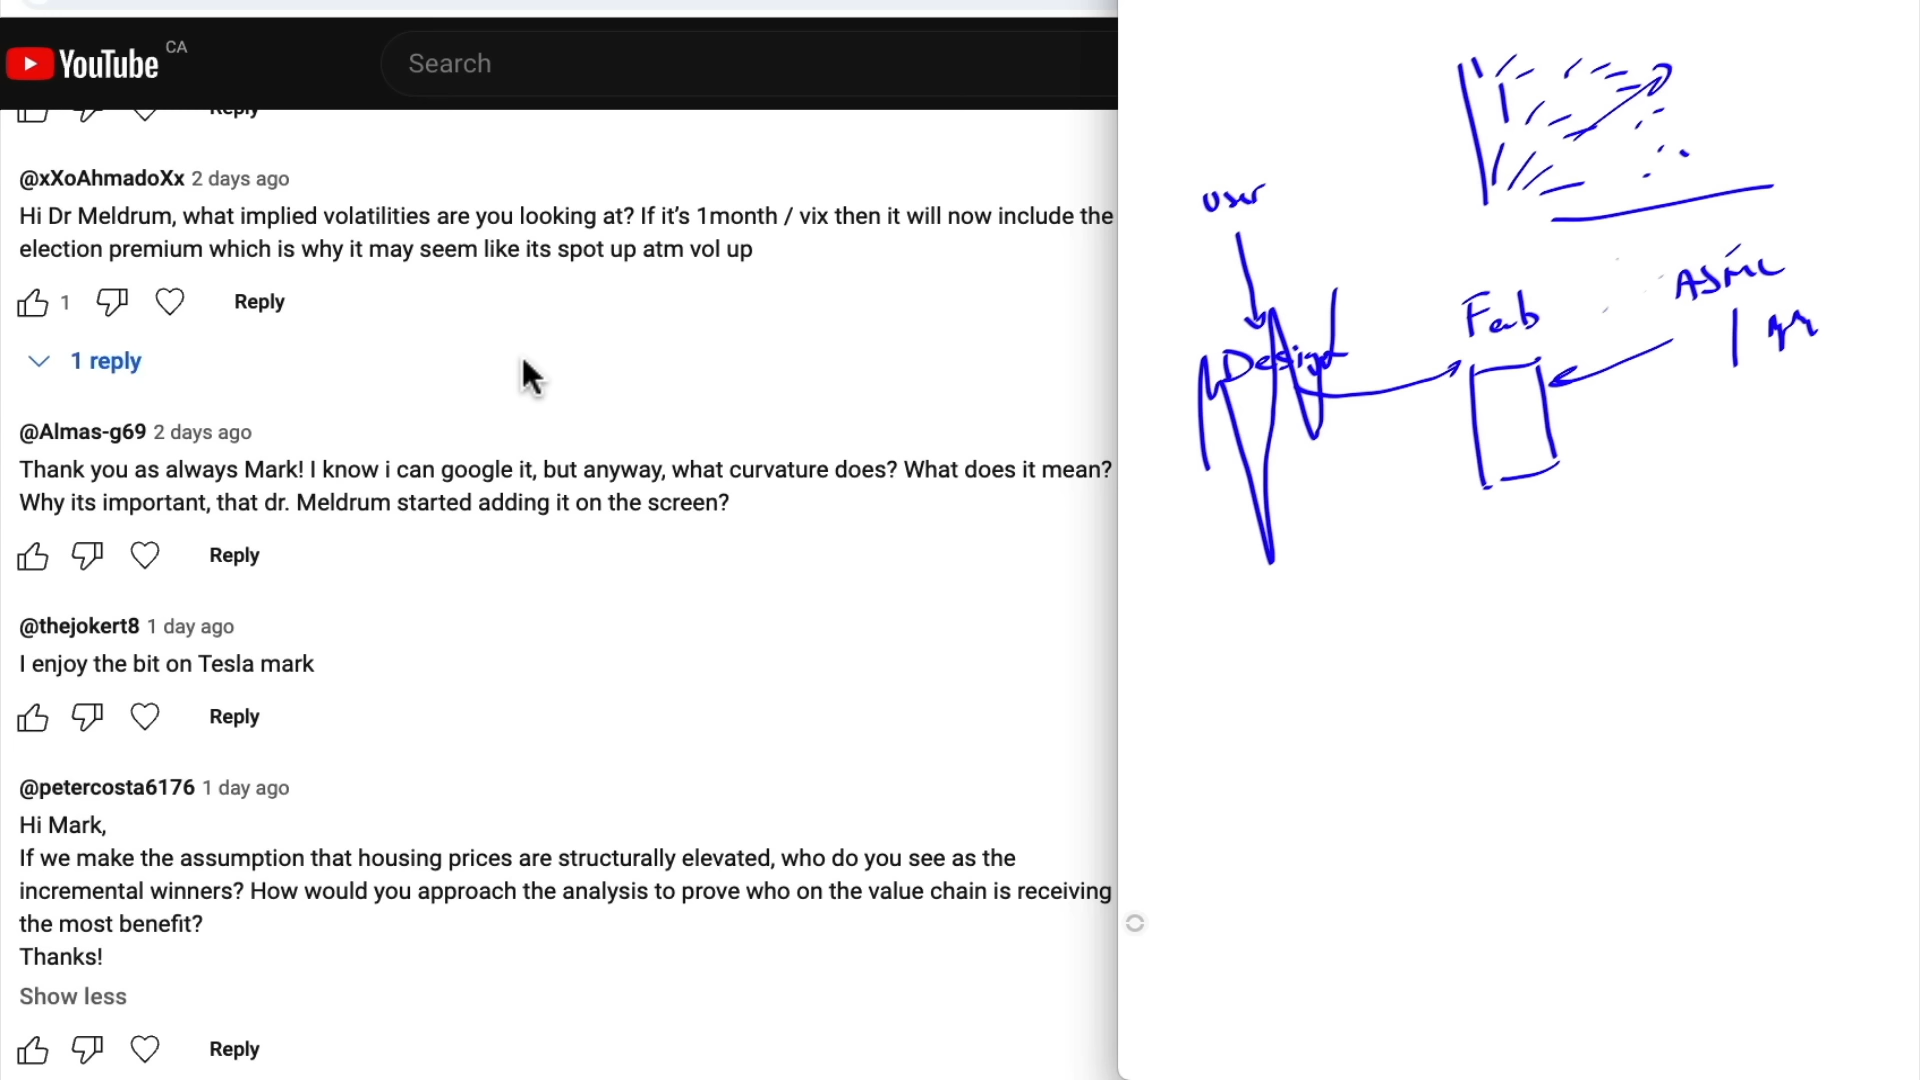 YouTube CA
Search
Reply
@xXoAhmadoXx 2 days ago
Hi Dr Meldrum, what implied volatilities are you looking at? If it's 1month / vix then it will now include the
election premium which is why it may seem like its spot up atm vol up
1
Reply
1 reply
@Almas-g69 2 days ago
Thank you as always Mark! I know i can google it, but anyway, what curvature does? What does it mean?
Why its important, that dr. Meldrum started adding it on the screen?
Reply
@thejokert8 1 day ago
I enjoy the bit on Tesla mark
Reply
@petercosta6176 1 day ago
Hi Mark,
If we make the assumption that housing prices are structurally elevated, who do you see as the
incremental winners? How would you approach the analysis to prove who on the value chain is receiving
the most benefit?
Thanks!
Show less
Reply
User
Design
Fab
ASML